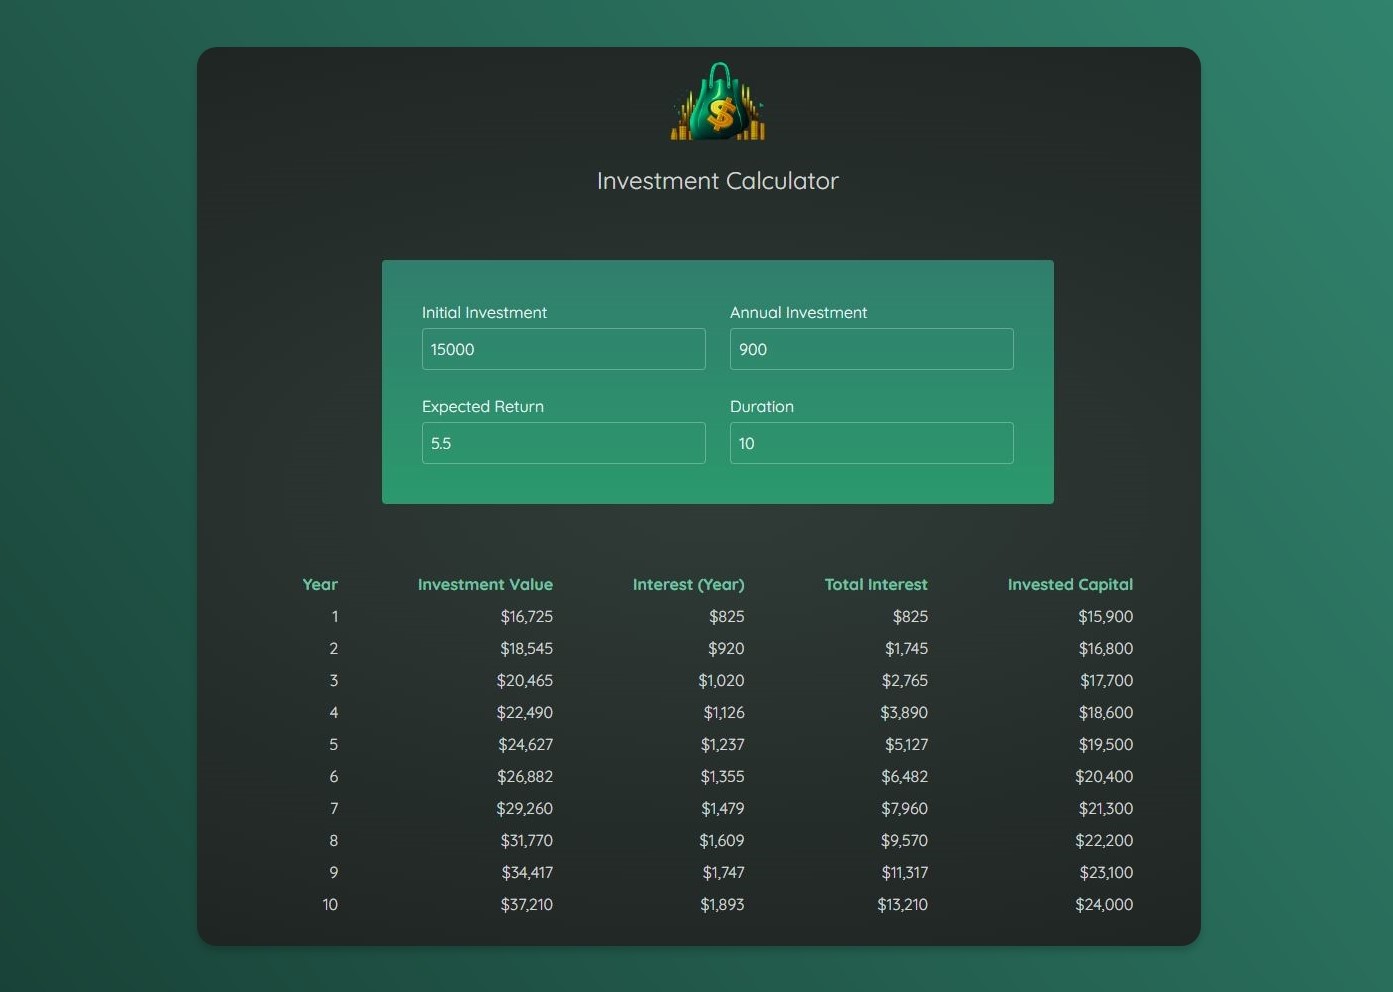 $
Investment Calculator
Initial Investment Annual Investment
15000 900
Expected Return Duration
5.5 10
Year Investment Value Interest (Year) Total Interest Invested Capital
1 $16,725 $825 $825 $15,900
2 $18,545 $920 $1,745 $16,800
3 $20,465 $1,020 $2,765 $17,700
4 $22,490 $1,126 $3,890 $18,600
5 $24,627 $1,237 $5,127 $19,500
6 $26,882 $1,355 $6,482 $20,400
7 $29,260 $1,479 $7,960 $21,300
8 $31,770 $1,609 $9,570 $22,200
9 $34,417 $1,747 $11,317 $23,100
10 $37,210 $1,893 $13,210 $24,000